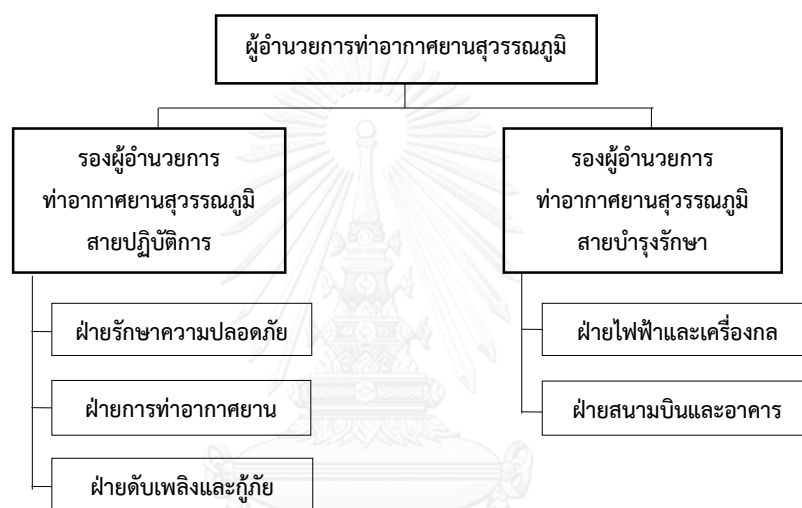 ผู้อำนวยการท่าอากาศยานสุวรรณภูมิ
รองผู้อำนวยการ
ท่าอากาศยานสุวรรณภูมิ
สายปฏิบัติการ
รองผู้อำนวยการ
ท่าอากาศยานสุวรรณภูมิ
สายบำรุงรักษา
ฝ่ายรักษาความปลอดภัย
ฝ่ายการท่าอากาศยาน
ฝ่ายดับเพลิงและกู้ภัย
ฝ่ายไฟฟ้าและเครื่องกล
ฝ่ายสนามบินและอาคาร